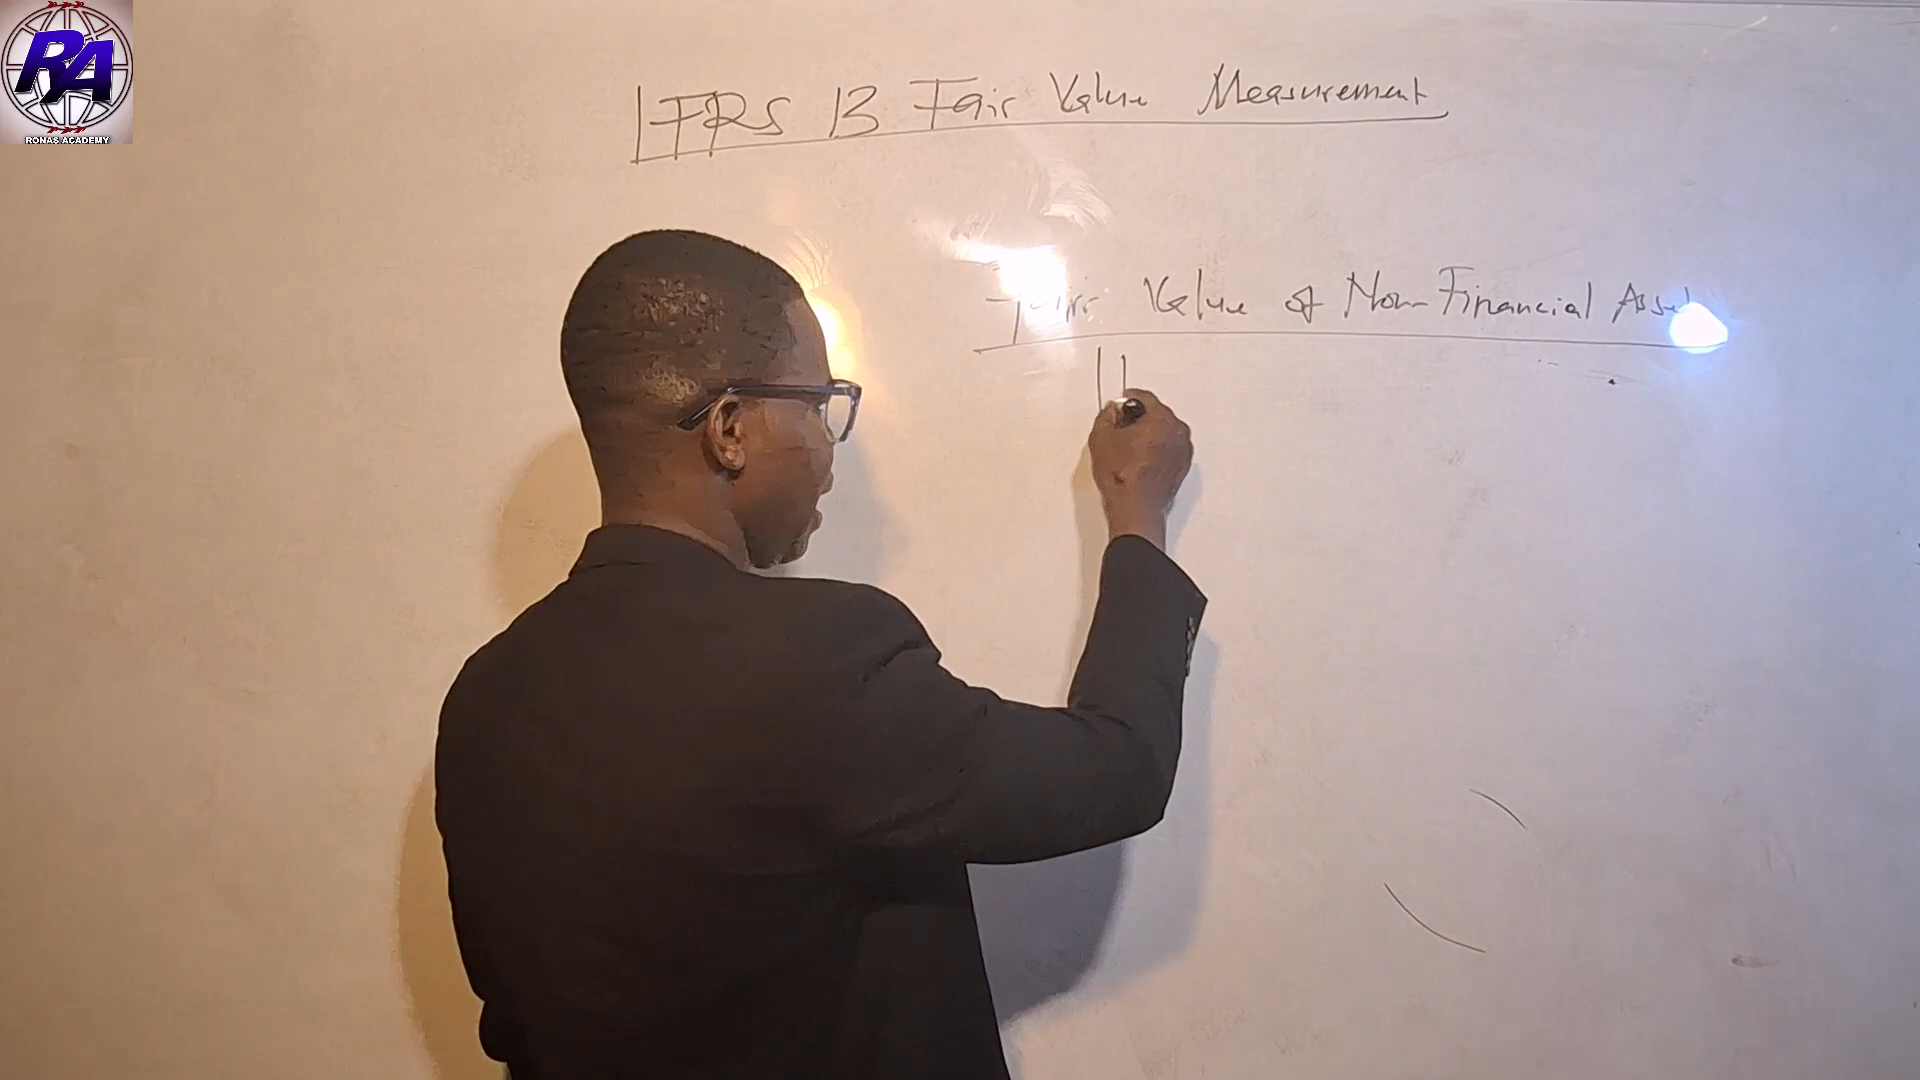 RA
RONAS ACADEMY
IFRS 13 Fair Value Measurement
Fair Value of Non-Financial Asset